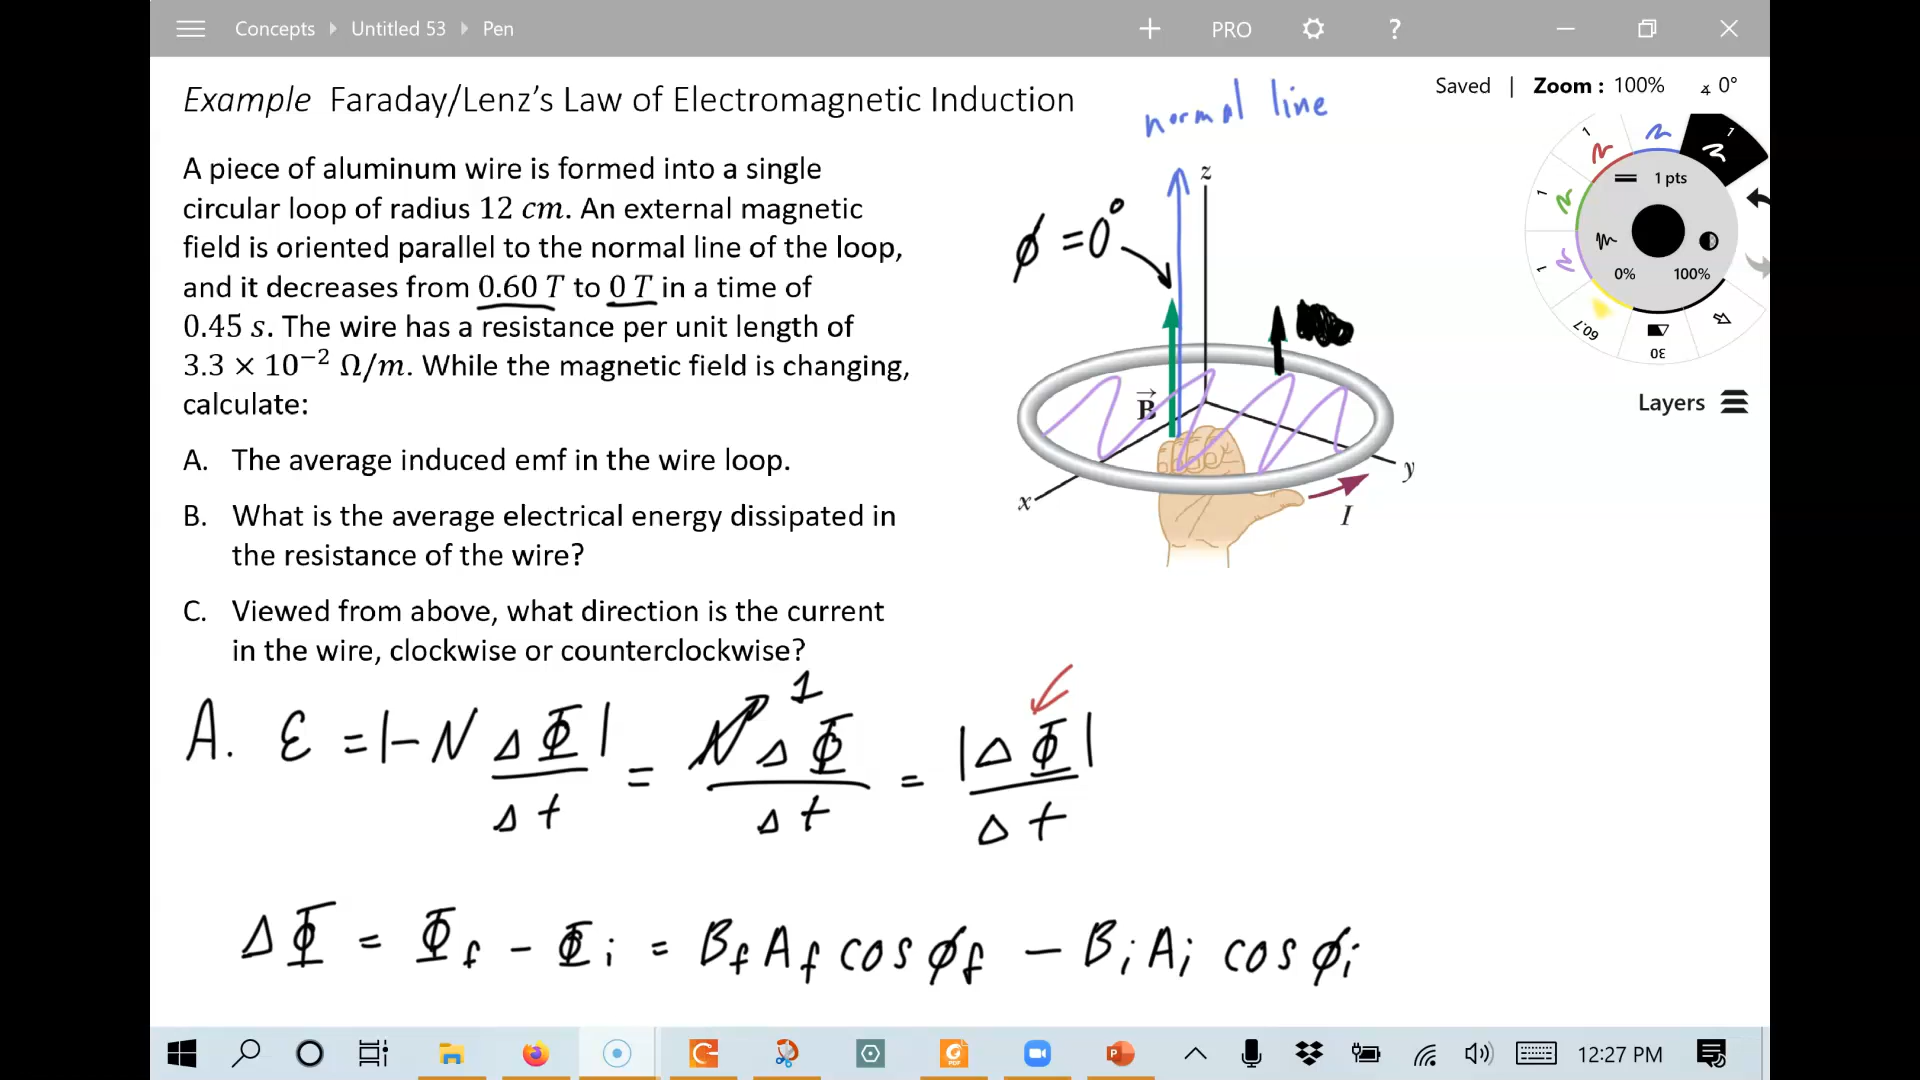 Concepts Untitled 53 Pen PRO ?
Example Faraday/Lenz's Law of Electromagnetic Induction
Saved | Zoom : 100% 0°
normal line
A piece of aluminum wire is formed into a single
circular loop of radius 12 cm. An external magnetic
field is oriented parallel to the normal line of the loop,
and it decreases from 0.60 T to 0 T in a time of
0.45 s. The wire has a resistance per unit length of
3.3 × 10⁻² Ω/m. While the magnetic field is changing,
calculate:
A. The average induced emf in the wire loop.
B. What is the average electrical energy dissipated in
the resistance of the wire?
C. Viewed from above, what direction is the current
in the wire, clockwise or counterclockwise?
z
ϕ = 0°
B⃗
x
y
I
1 1 1 1
1 pts
0% 100%
60.7
30
Layers
A. ε = |-N ΔΦ/Δt| = N 1 ΔΦ/Δt = |ΔΦ|/Δt
ΔΦ = Φf - Φi = Bf Af cos ϕf - Bi Ai cos ϕi
12:27 PM